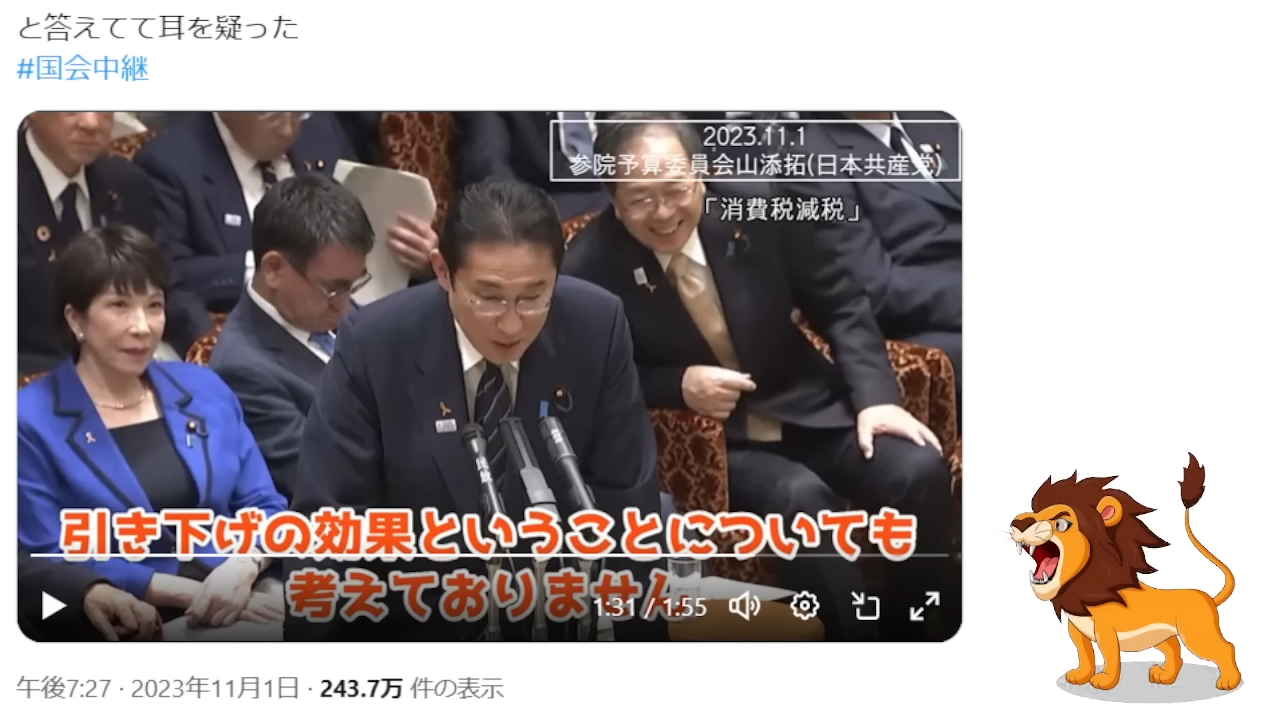 と答えてて耳を疑った
#国会中継
2023.11.1
参院予算委員会山添拓(日本共産党)
「消費税減税」
引き下げの効果ということについても
考えておりません
1:31 / 1:55
午後7:27 · 2023年11月1日 · 243.7万 件の表示